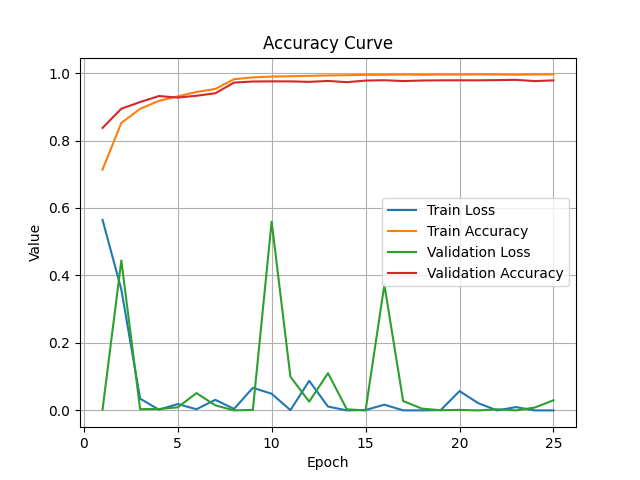 Accuracy Curve
1.0
0.8
0.6
0.4
0.2
0.0
Value
Train Loss
Train Accuracy
Validation Loss
Validation Accuracy
0 5 10 15 20 25
Epoch